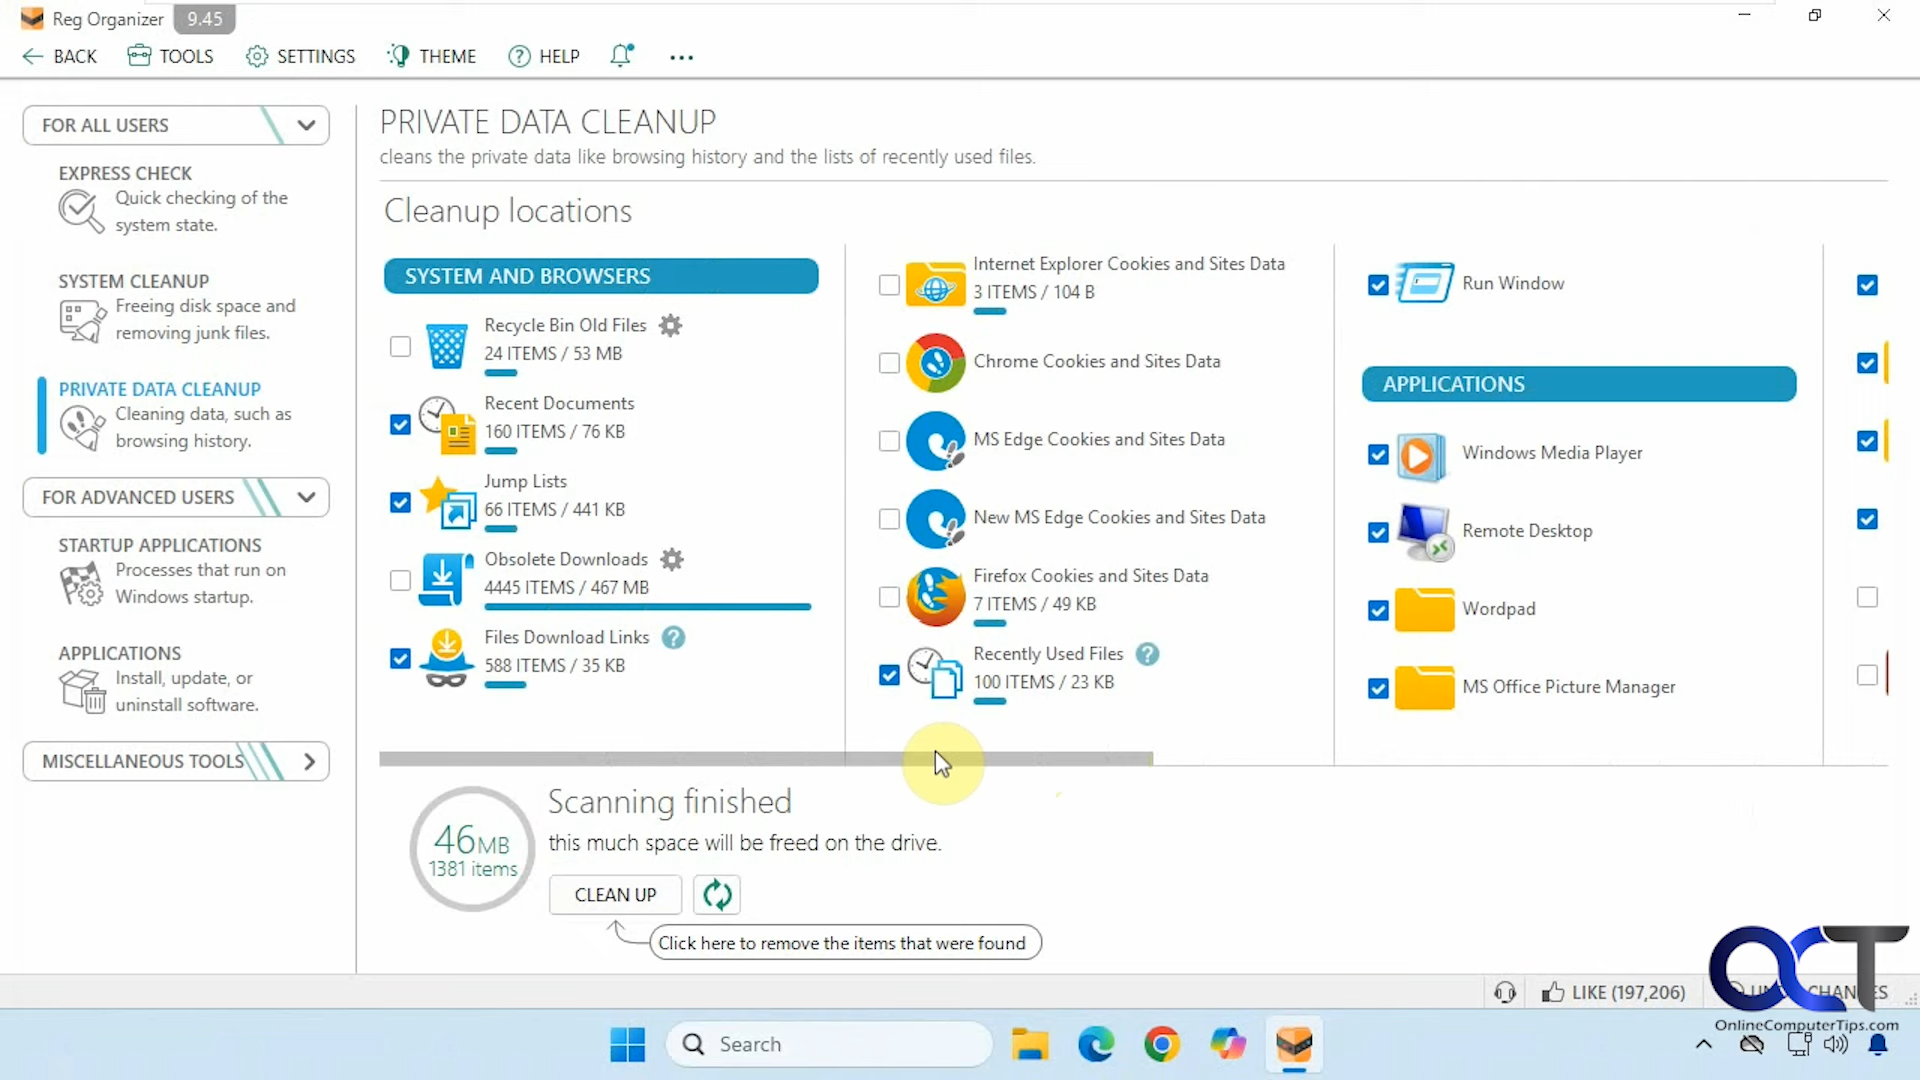 Reg Organizer 9.45
BACK TOOLS SETTINGS THEME HELP
FOR ALL USERS
EXPRESS CHECK
Quick checking of the
system state.
SYSTEM CLEANUP
Freeing disk space and
removing junk files.
PRIVATE DATA CLEANUP
Cleaning data, such as
browsing history.
FOR ADVANCED USERS
STARTUP APPLICATIONS
Processes that run on
Windows startup.
APPLICATIONS
Install, update, or
uninstall software.
MISCELLANEOUS TOOLS
PRIVATE DATA CLEANUP
cleans the private data like browsing history and the lists of recently used files.
Cleanup locations
SYSTEM AND BROWSERS
Recycle Bin Old Files
24 ITEMS / 53 MB
Recent Documents
160 ITEMS / 76 KB
Jump Lists
66 ITEMS / 441 KB
Obsolete Downloads
4445 ITEMS / 467 MB
Files Download Links
588 ITEMS / 35 KB
Internet Explorer Cookies and Sites Data
3 ITEMS / 104 B
Chrome Cookies and Sites Data
MS Edge Cookies and Sites Data
New MS Edge Cookies and Sites Data
Firefox Cookies and Sites Data
7 ITEMS / 49 KB
Recently Used Files
100 ITEMS / 23 KB
Run Window
APPLICATIONS
Windows Media Player
Remote Desktop
Wordpad
MS Office Picture Manager
46 MB
1381 items
Scanning finished
this much space will be freed on the drive.
CLEAN UP
Click here to remove the items that were found
LIKE (197,206)
OCT
OnlineComputerTips.com
Search